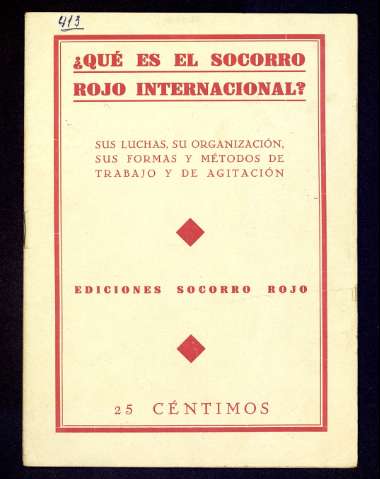 413
¿QUÉ ES EL SOCORRO
ROJO INTERNACIONAL?
SUS LUCHAS, SU ORGANIZACIÓN,
SUS FORMAS Y MÉTODOS DE
TRABAJO Y DE AGITACIÓN
EDICIONES SOCORRO ROJO
25 CÉNTIMOS